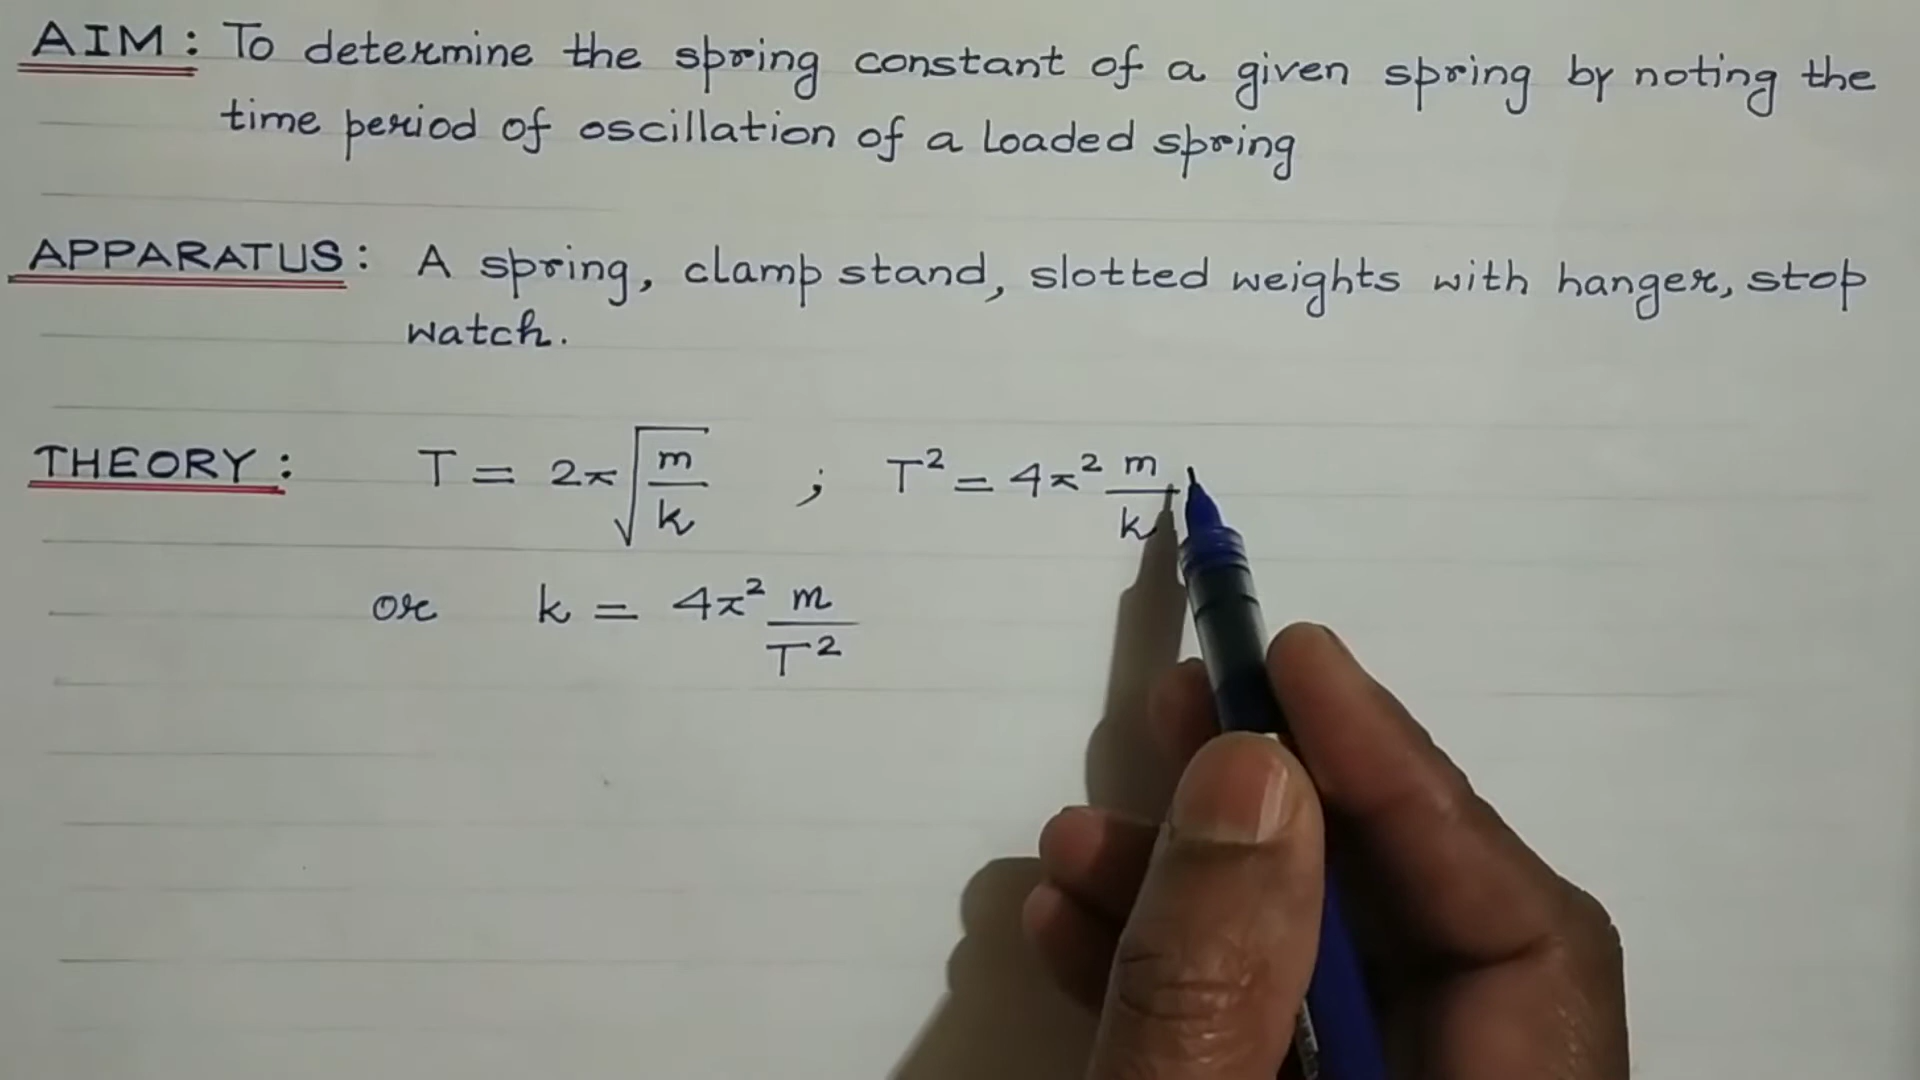 AIM: To determine the spring constant of a given spring by noting the
time period of oscillation of a loaded spring
APPARATUS: A spring, clamp stand, slotted weights with hanger, stop
watch.
THEORY: T = 2π√(m/k) ; T² = 4π² m/k
or k = 4π² m/T²